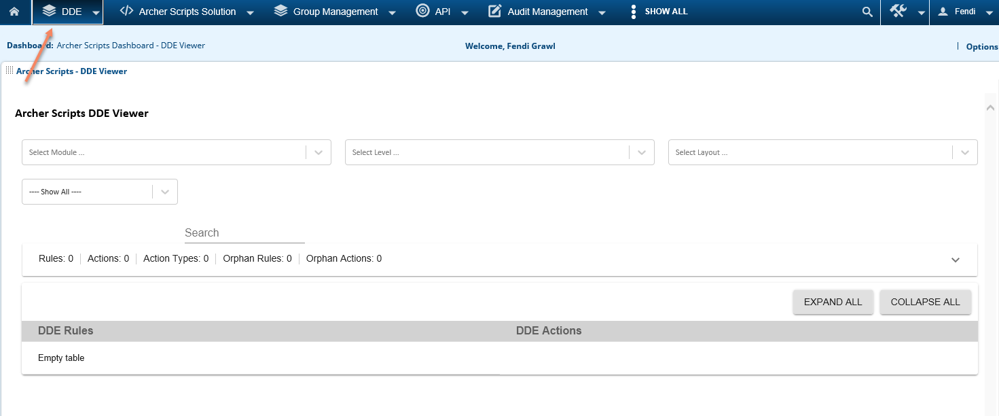 DDE Archer Scripts Solution Group Management API Audit Management SHOW ALL Fendi
Dashboard: Archer Scripts Dashboard - DDE Viewer Welcome, Fendi Grawl Options
Archer Scripts - DDE Viewer
Archer Scripts DDE Viewer
Select Module ... Select Level ... Select Layout ...
---- Show All ----
Search
Rules: 0 Actions: 0 Action Types: 0 Orphan Rules: 0 Orphan Actions: 0
EXPAND ALL COLLAPSE ALL
DDE Rules DDE Actions
Empty table